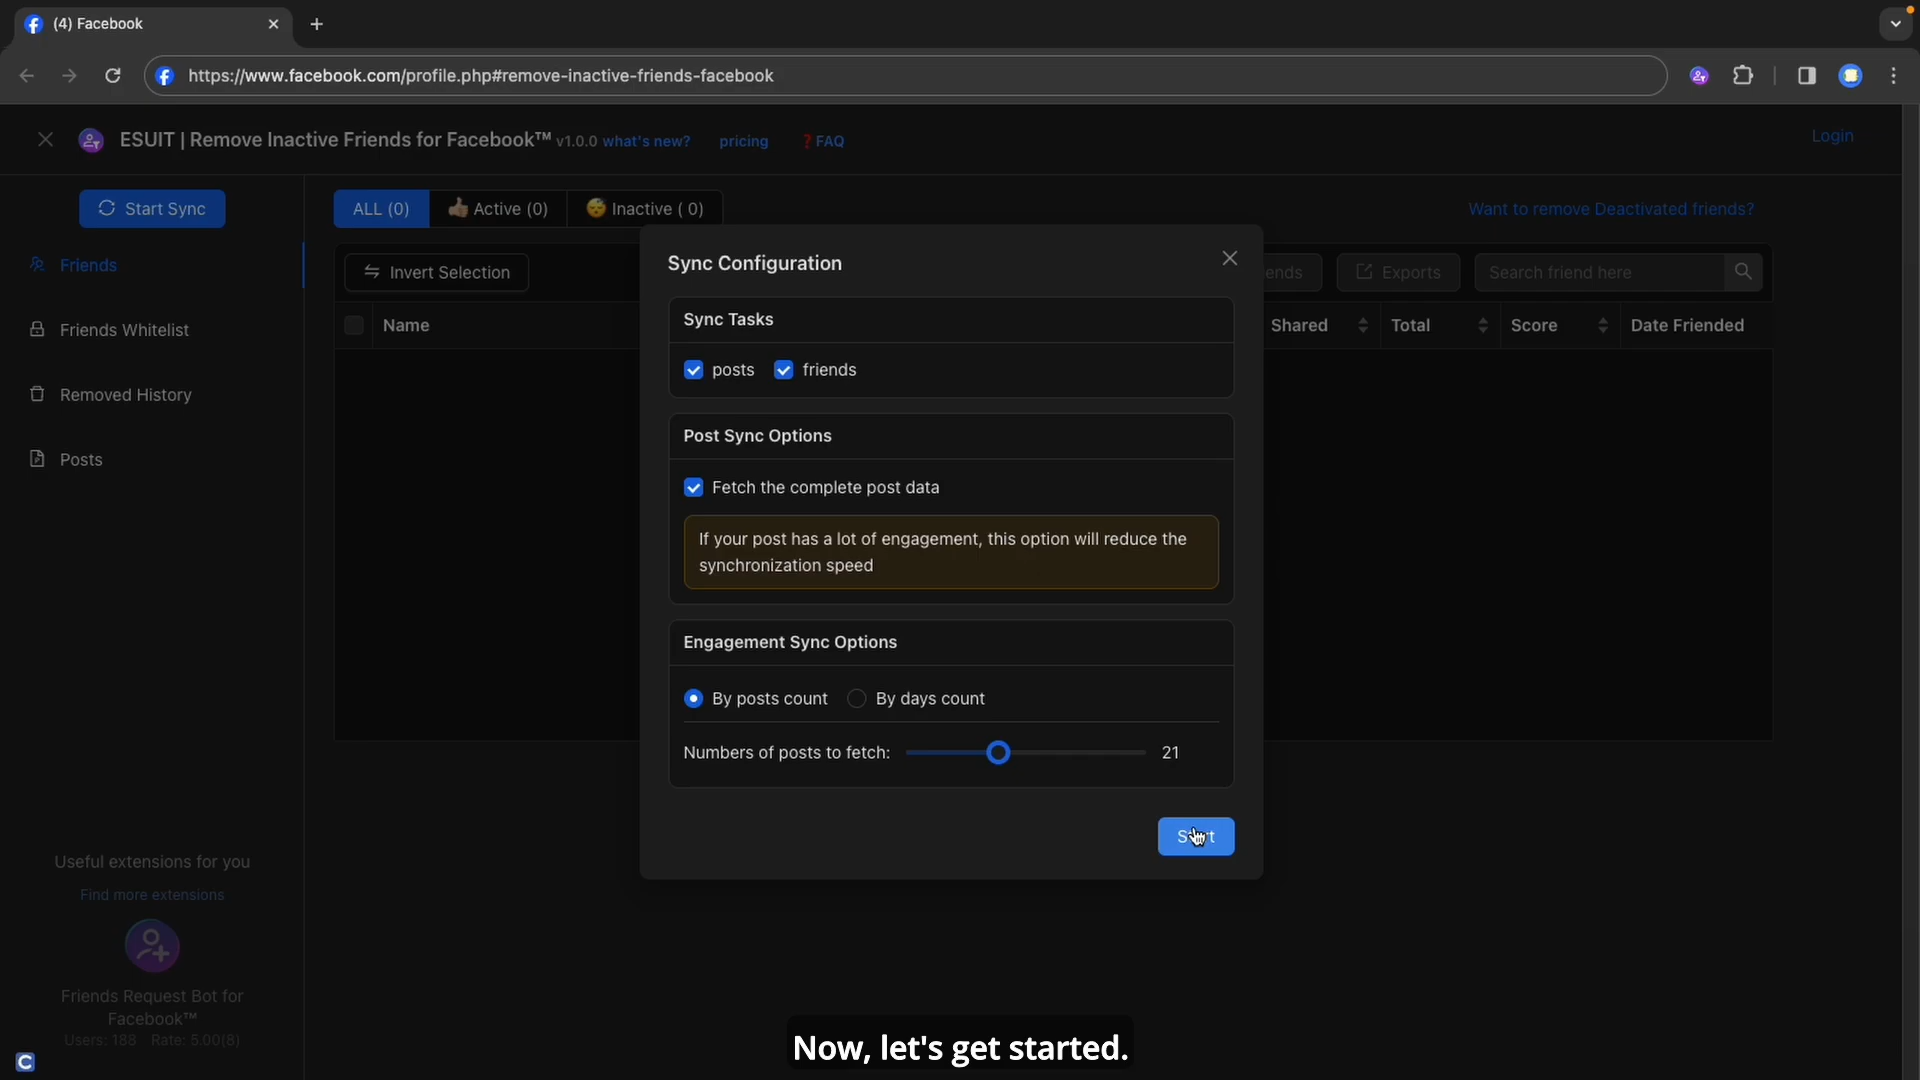 (4) Facebook
https://www.facebook.com/profile.php#remove-inactive-friends-facebook
ESUIT | Remove Inactive Friends for Facebook™ v1.0.0 what's new? pricing ❓FAQ
Login
Start Sync
ALL (0) 👍🏼 Active (0) 😴 Inactive ( 0)
Want to remove Deactivated friends?
Friends
Invert Selection
Exports
Search friend here
Name
Shared
Total
Score
Date Friended
Friends Whitelist
Removed History
Posts
Sync Configuration
Sync Tasks
posts friends
Post Sync Options
Fetch the complete post data
If your post has a lot of engagement, this option will reduce the
synchronization speed
Engagement Sync Options
By posts count By days count
Numbers of posts to fetch: 21
Useful extensions for you
Find more extensions
Friends Request Bot for
Facebook™
Users: 188 Rate: 5.00(8)
Now, let's get started.